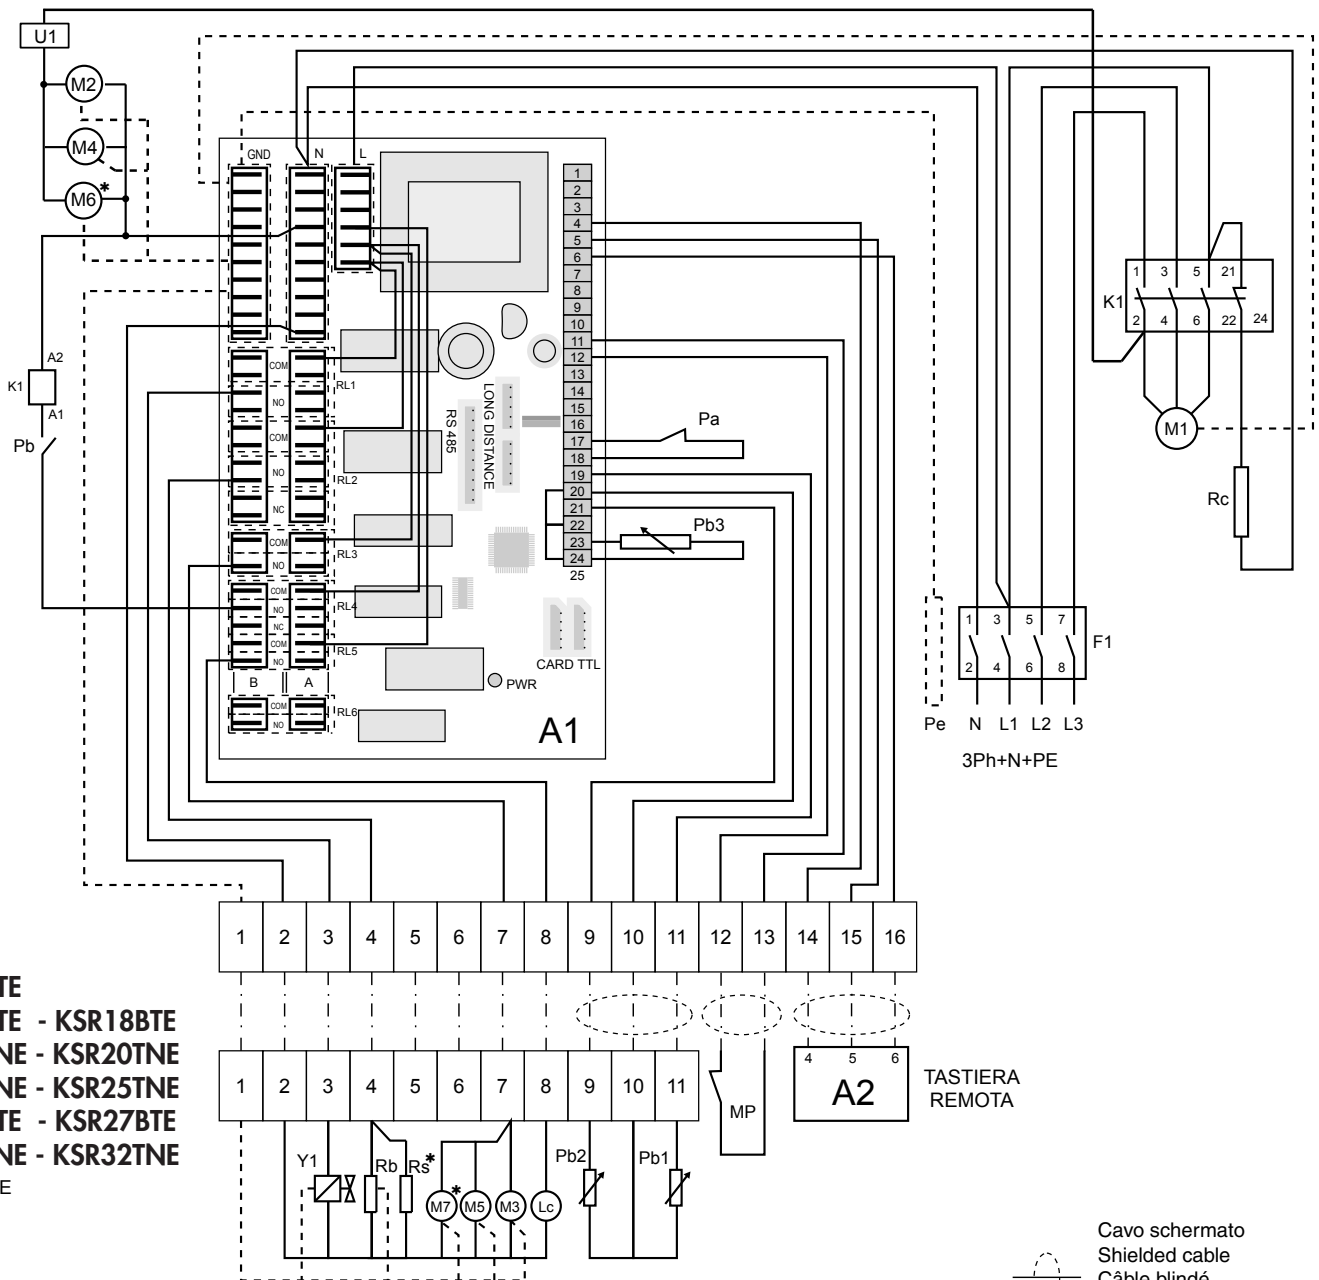 U1
M2
M4
M6*
GND N L
1
2
3
4
5
6
7
8
9
10
11
12
13
14
15
16
17
18
19
20
21
22
23
24
25
COM
RL1
NO
COM
NO
RL2
NC
COM
RL3
NO
COM
RL4
NO
NC
COM
RL5
NO
B A
COM
RL6
NO
RS 485
LONG DISTANCE
CARD TTL
PWR
A1
A2
K1
A1
Pb
Pa
Pb3
K1
1 3 5 21
2 4 6 22 24
M1
Rc
1 3 5 7
F1
2 4 6 8
Pe N L1 L2 L3
3Ph+N+PE
1 2 3 4 5 6 7 8 9 10 11 12 13 14 15 16
TE
TE - KSR18BTE
NE - KSR20TNE
NE - KSR25TNE
TE - KSR27BTE
NE - KSR32TNE
E
1 2 3 4 5 6 7 8 9 10 11
MP
4 5 6
A2
TASTIERA
REMOTA
Y1 Rb Rs* Pb2 Pb1
M7* M5 M3 Lc
Cavo schermato
Shielded cable
Câble blindé